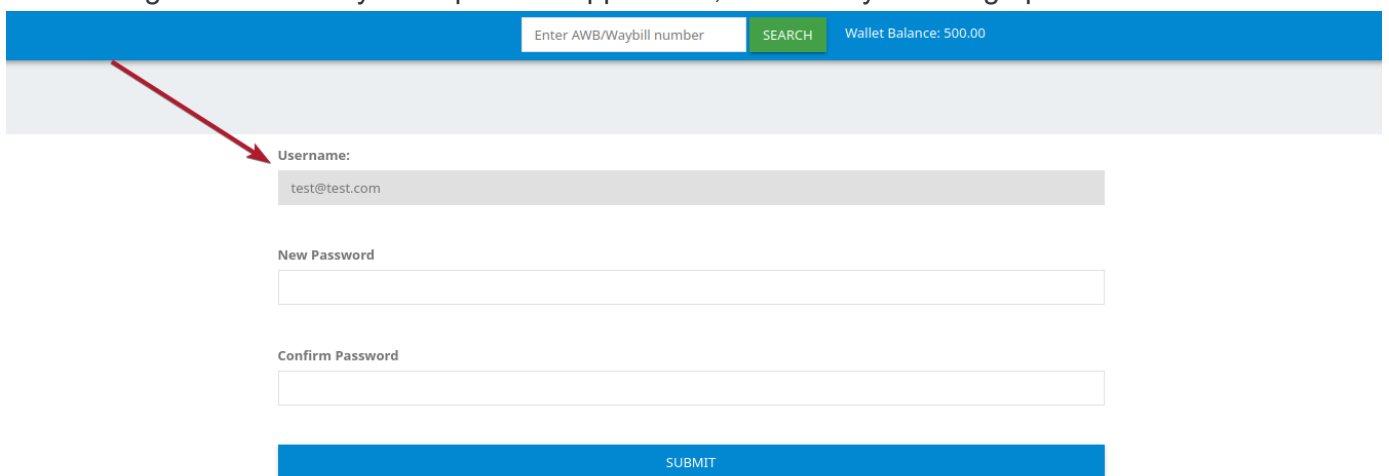 Enter AWB/Waybill number SEARCH Wallet Balance: 500.00
Username:
test@test.com
New Password
Confirm Password
SUBMIT